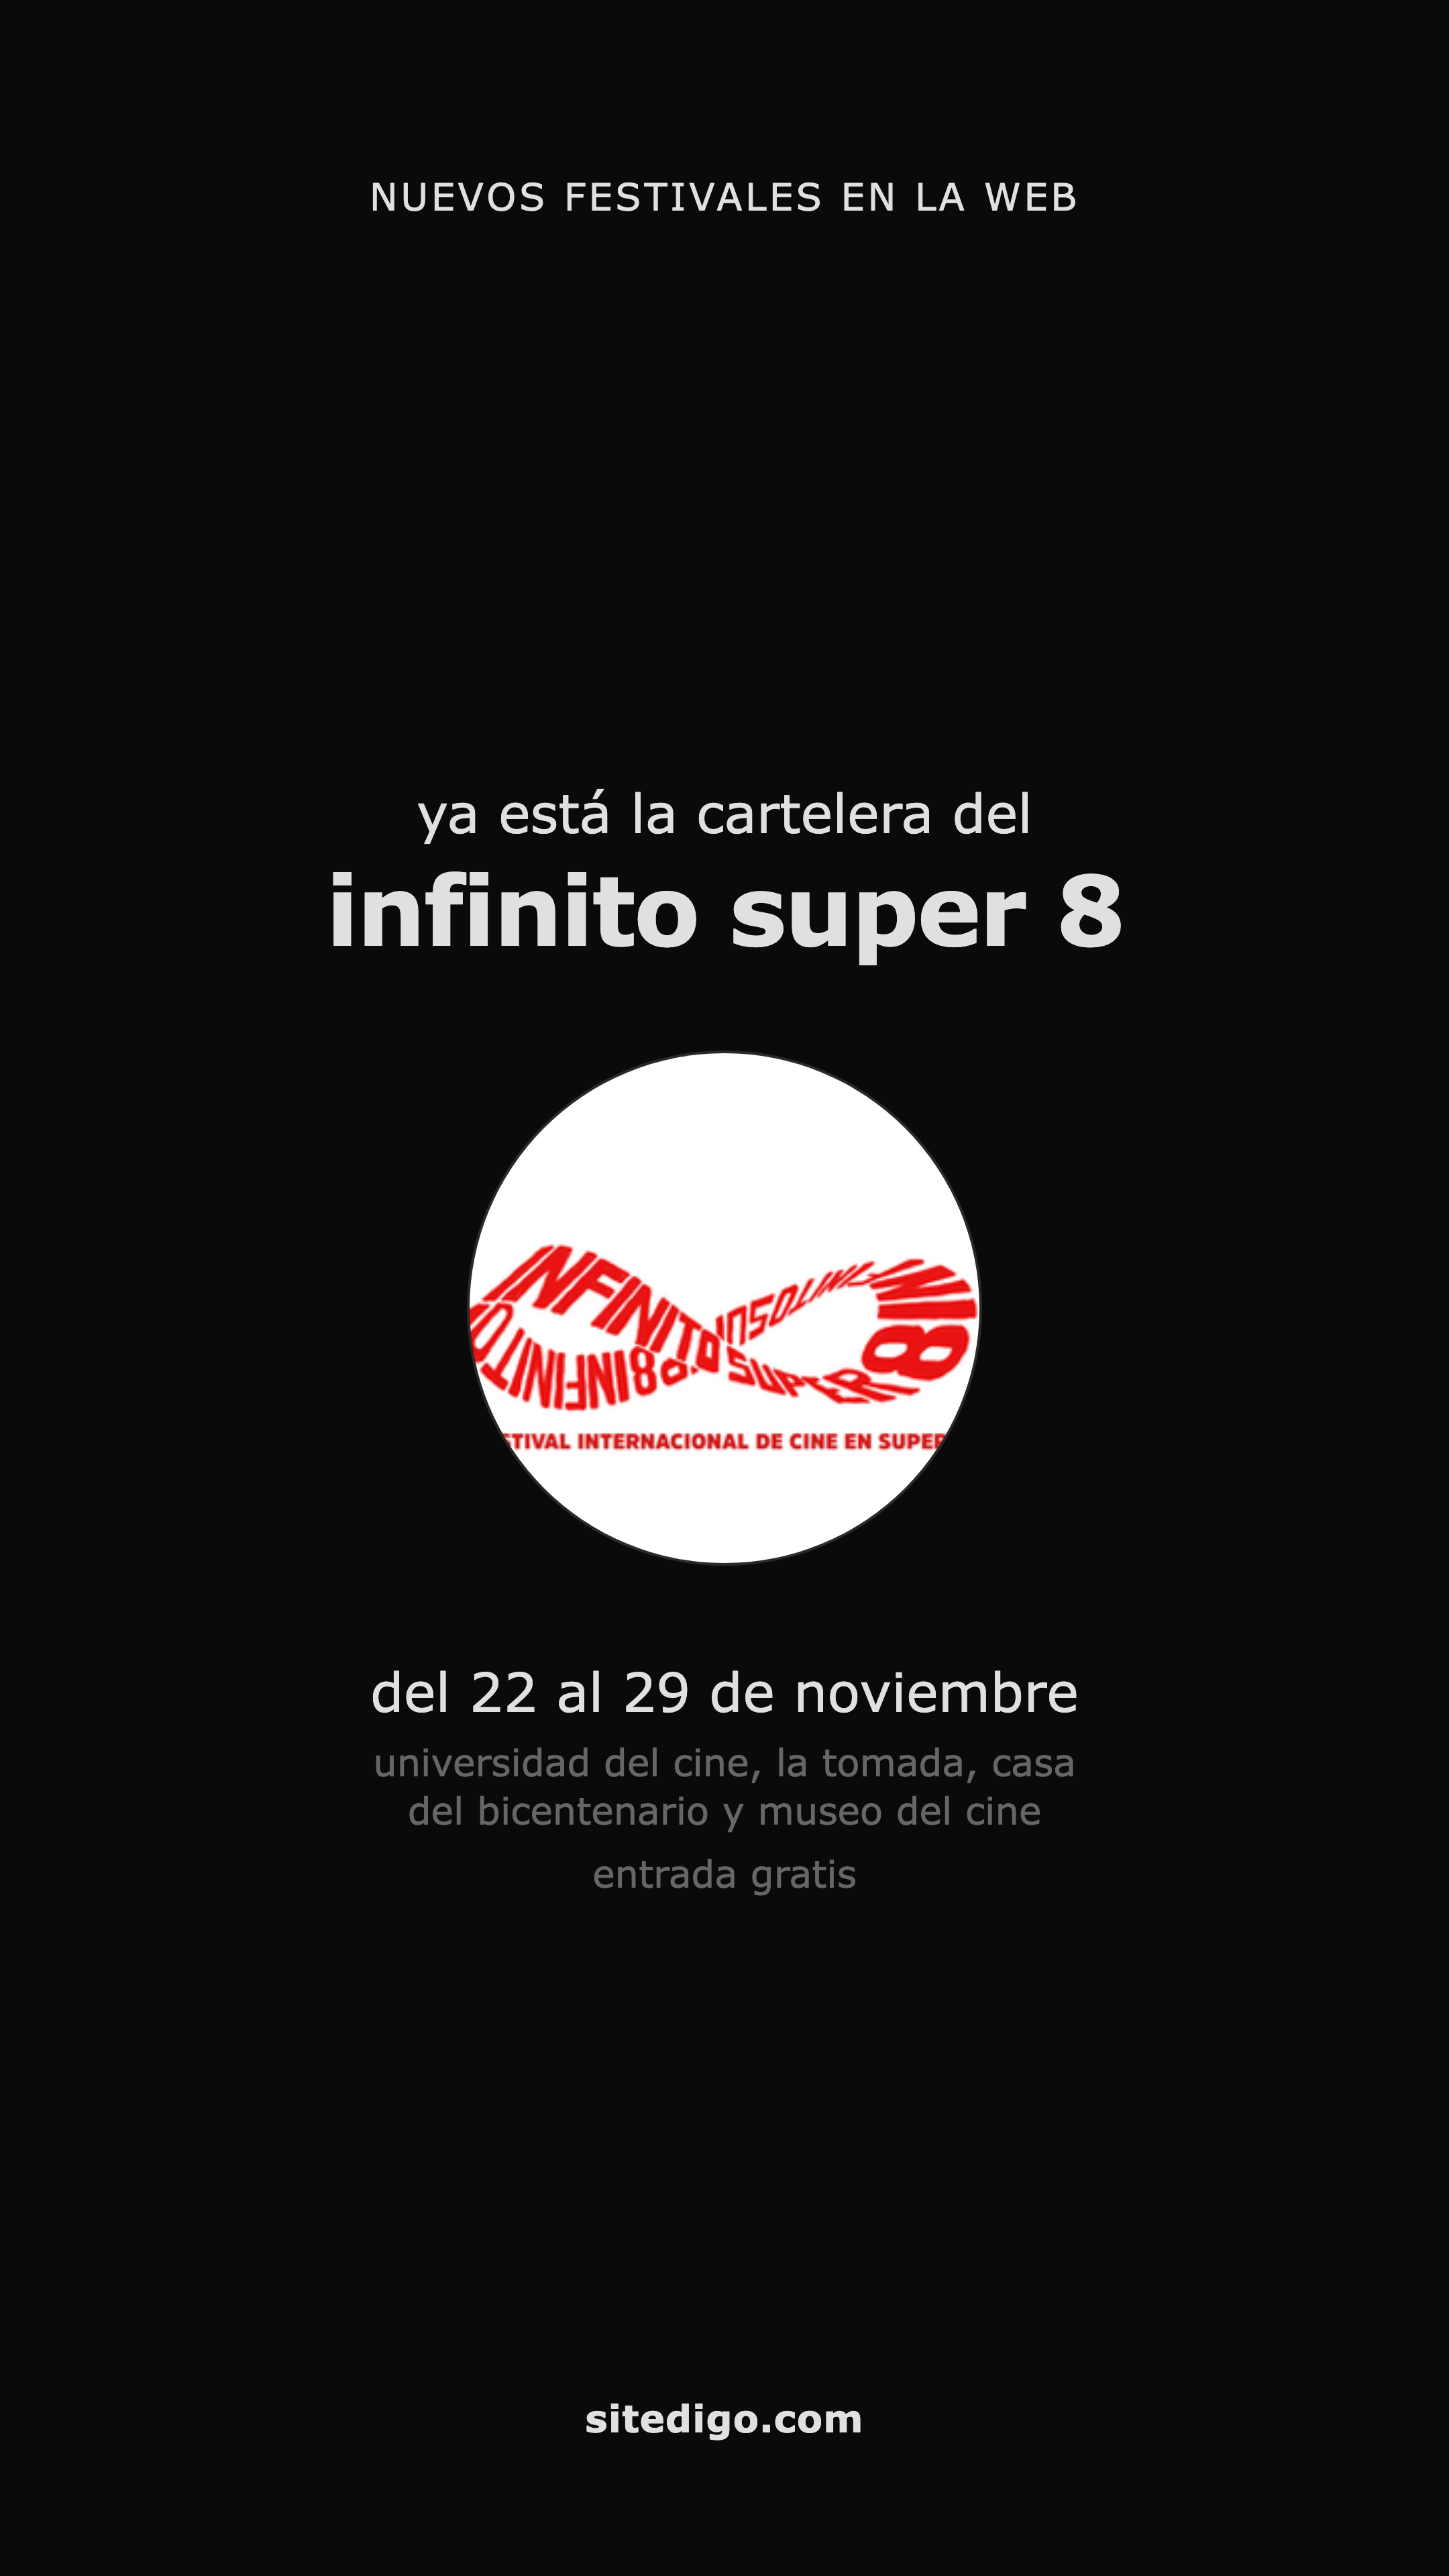 NUEVOS FESTIVALES EN LA WEB
ya está la cartelera del
infinito super 8
INFINITO SUPER 8
8 INFINITO
STIVAL INTERNACIONAL DE CINE EN SUPER
del 22 al 29 de noviembre
universidad del cine, la tomada, casa
del bicentenario y museo del cine
entrada gratis
sitedigo.com